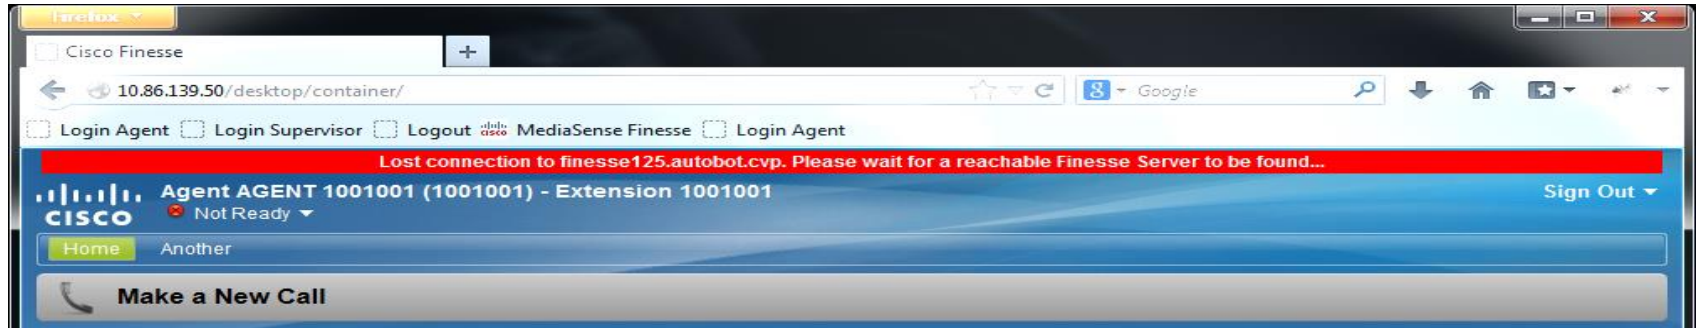 Firefox
Cisco Finesse
10.86.139.50/desktop/container/
Google
Login Agent Login Supervisor Logout MediaSense Finesse Login Agent
Lost connection to finesse125.autobot.cvp. Please wait for a reachable Finesse Server to be found...
Agent AGENT 1001001 (1001001) - Extension 1001001
Sign Out
CISCO
Not Ready
Home Another
Make a New Call